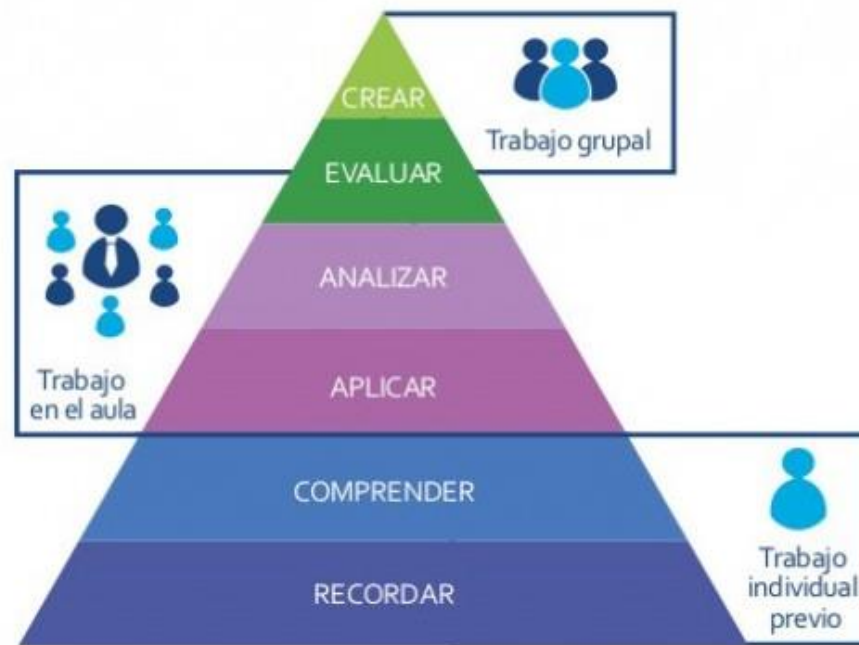 CREAR
Trabajo grupal
EVALUAR
ANALIZAR
Trabajo
en el aula
APLICAR
COMPRENDER
Trabajo
individual
previo
RECORDAR